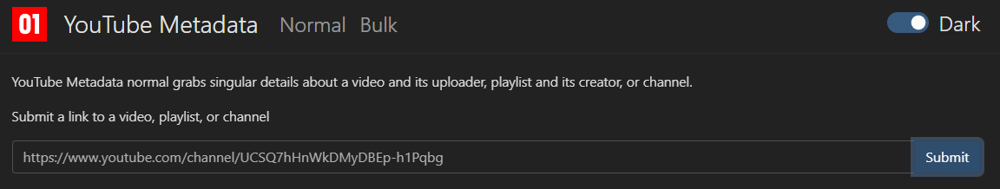 01 YouTube Metadata Normal Bulk Dark
YouTube Metadata normal grabs singular details about a video and its uploader, playlist and its creator, or channel.
Submit a link to a video, playlist, or channel
https://www.youtube.com/channel/UCSQ7hHnWkDMyDBEp-h1Pqbg Submit